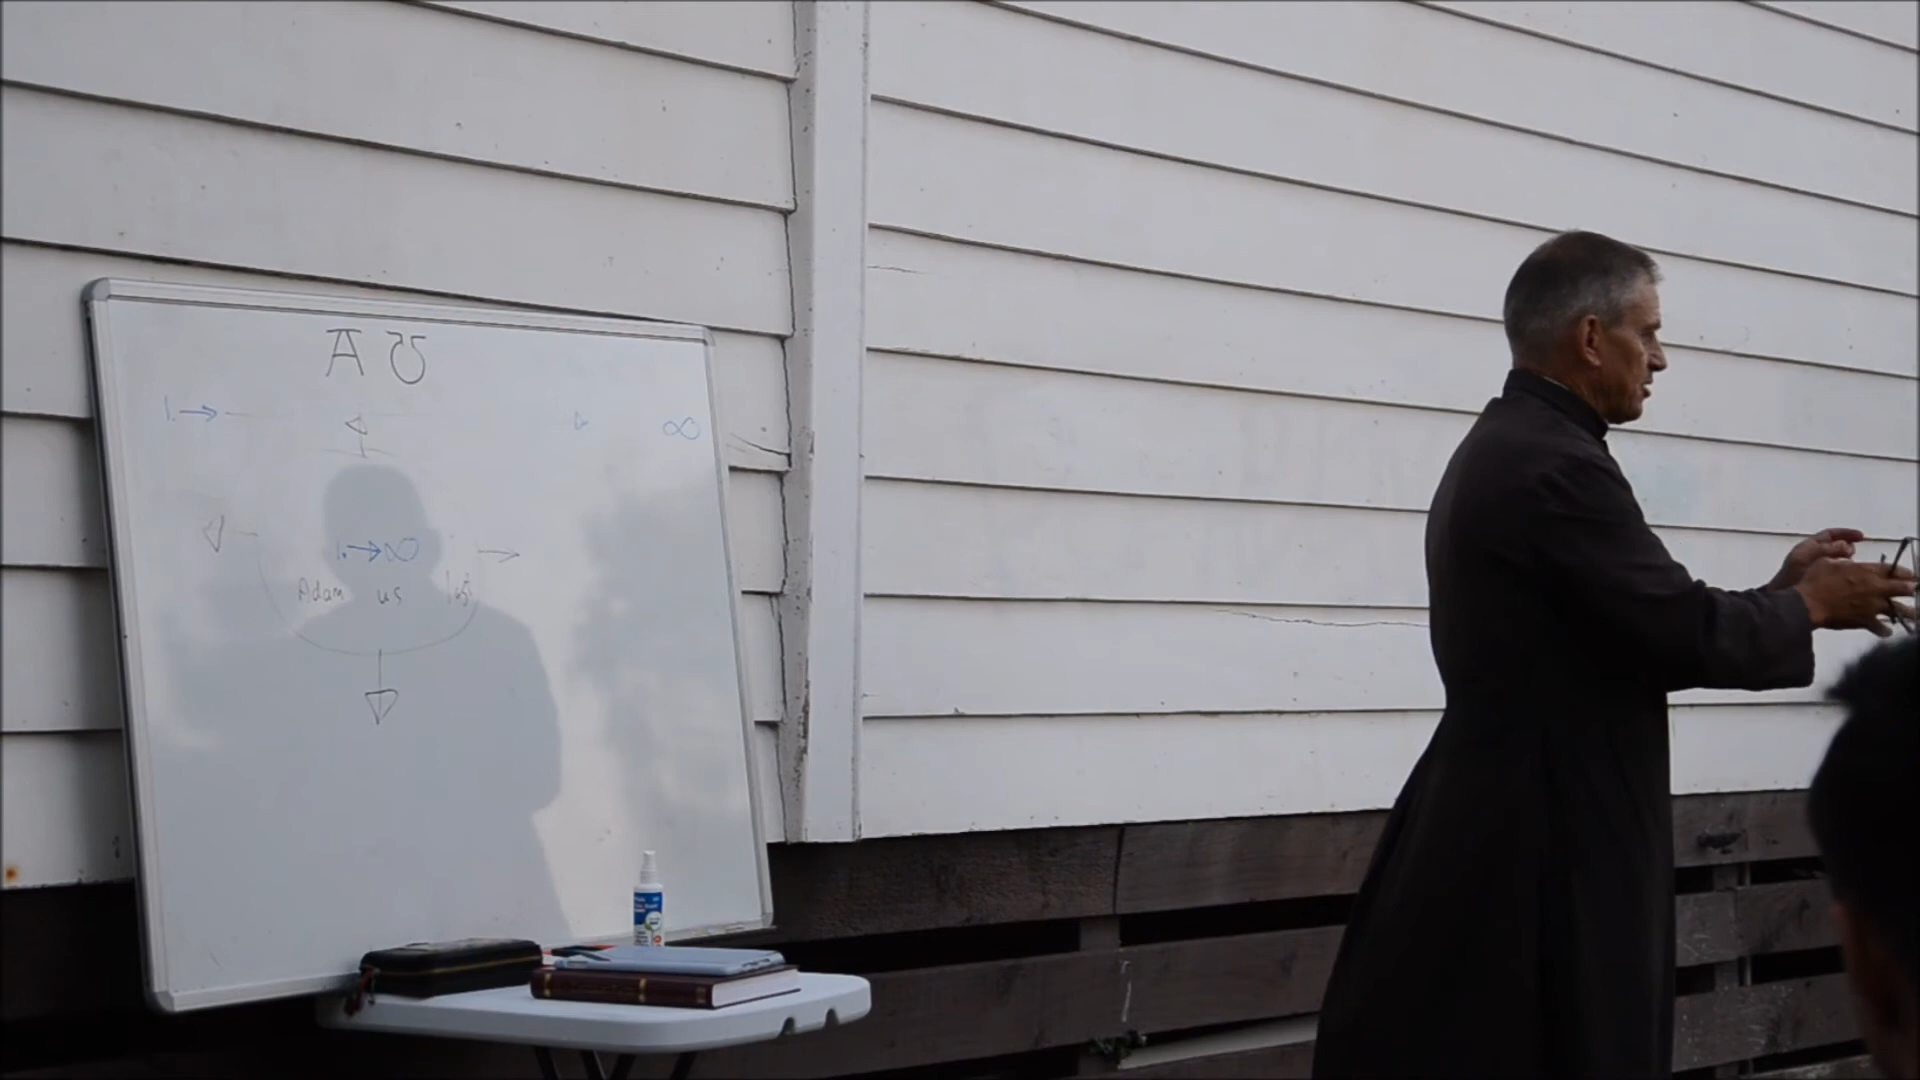 A Ʊ
1. → ∞
1. → ∞
Adam us last